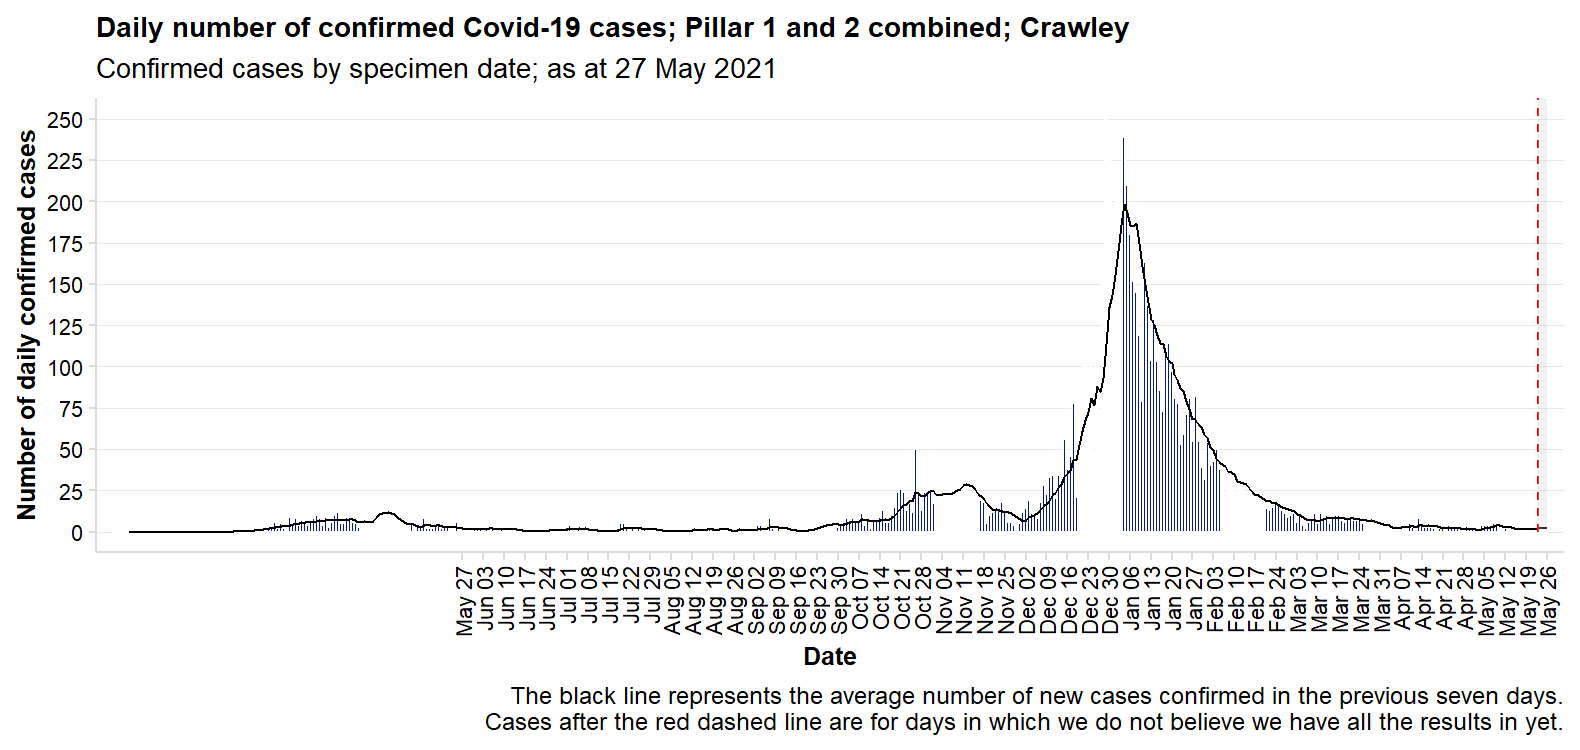 Daily number of confirmed Covid-19 cases; Pillar 1 and 2 combined; Crawley
Confirmed cases by specimen date; as at 27 May 2021
Number of daily confirmed cases
250
225
200
175
150
125
100
75
50
25
0
May 27
Jun 03
Jun 10
Jun 17
Jun 24
Jul 01
Jul 08
Jul 15
Jul 22
Jul 29
Aug 05
Aug 12
Aug 19
Aug 26
Sep 02
Sep 09
Sep 16
Sep 23
Sep 30
Oct 07
Oct 14
Oct 21
Oct 28
Nov 04
Nov 11
Nov 18
Nov 25
Dec 02
Dec 09
Dec 16
Dec 23
Dec 30
Jan 06
Jan 13
Jan 20
Jan 27
Feb 03
Feb 10
Feb 17
Feb 24
Mar 03
Mar 10
Mar 17
Mar 24
Mar 31
Apr 07
Apr 14
Apr 21
Apr 28
May 05
May 12
May 19
May 26
Date
The black line represents the average number of new cases confirmed in the previous seven days.
Cases after the red dashed line are for days in which we do not believe we have all the results in yet.